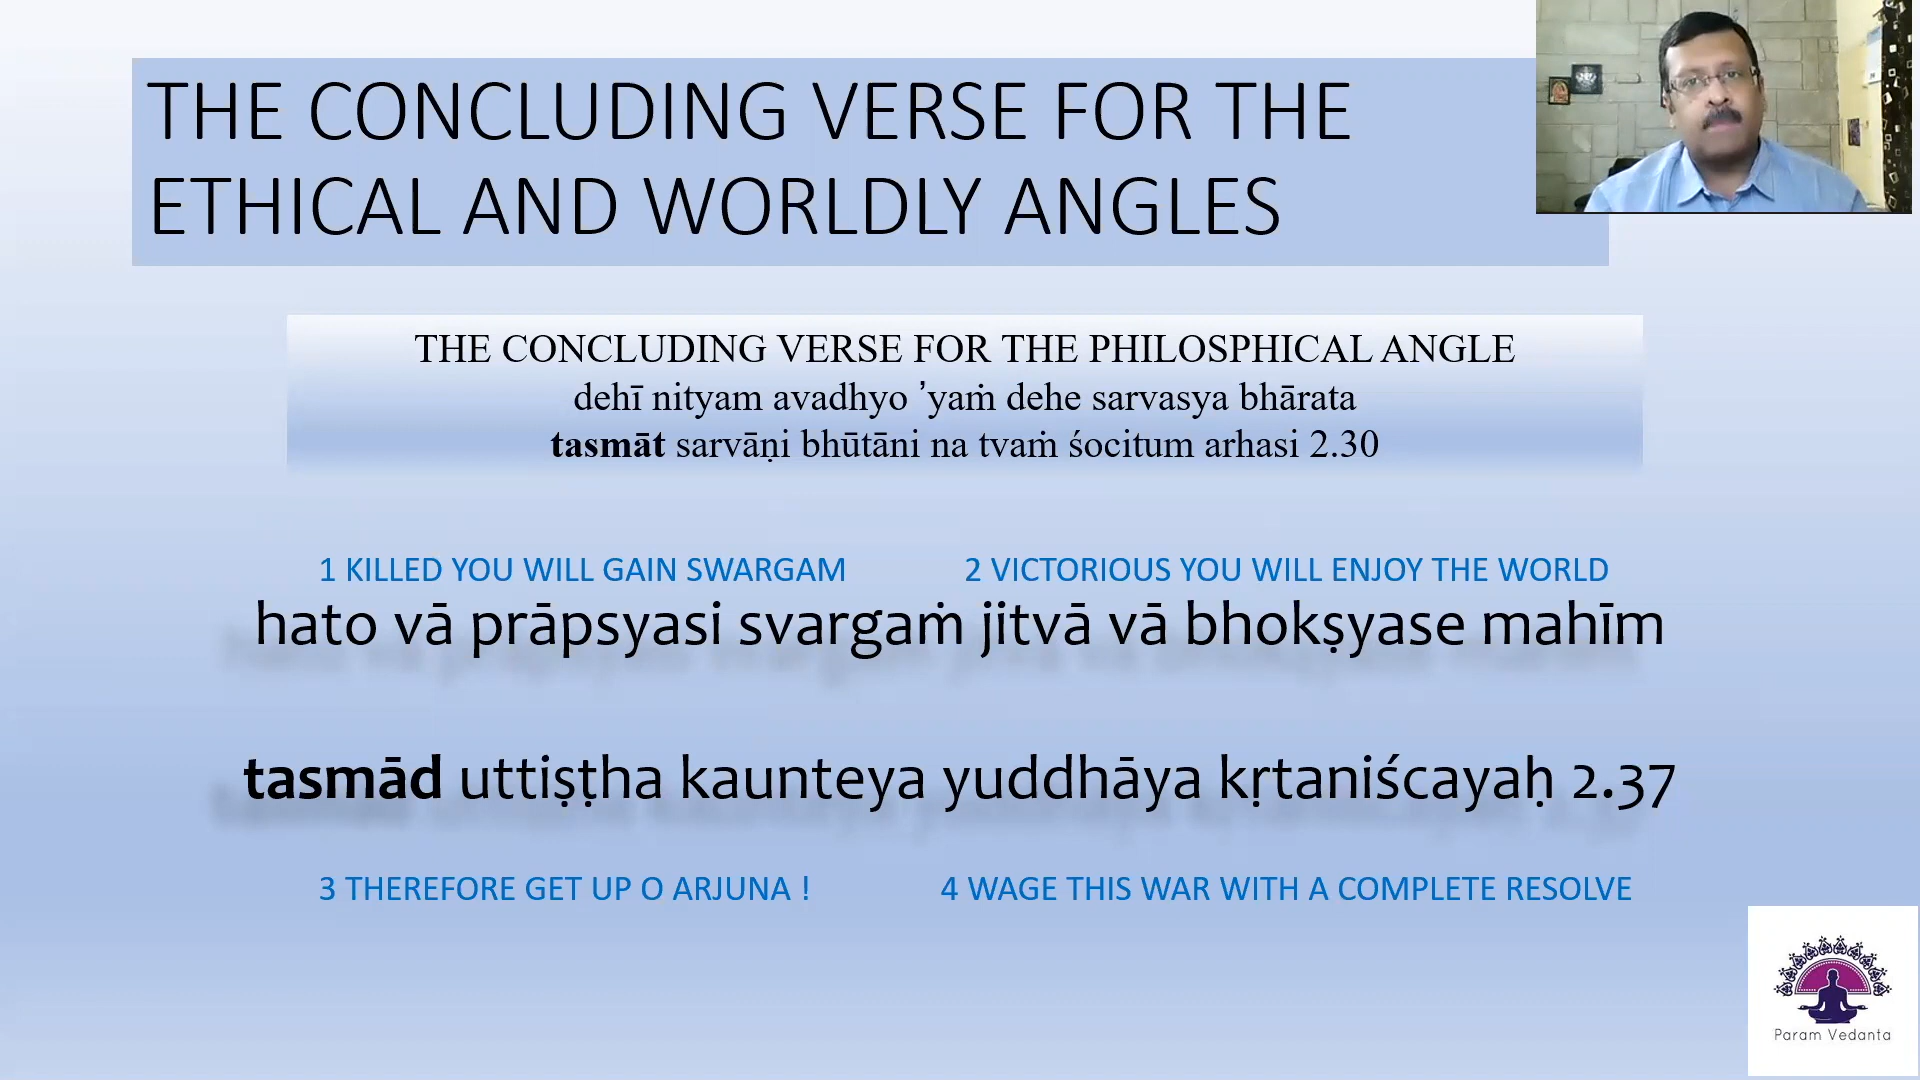 THE CONCLUDING VERSE FOR THE
ETHICAL AND WORLDLY ANGLES
THE CONCLUDING VERSE FOR THE PHILOSPHICAL ANGLE
dehī nityam avadhyo ’yaṁ dehe sarvasya bhārata
tasmāt sarvāṇi bhūtāni na tvaṁ śocitum arhasi 2.30
1 KILLED YOU WILL GAIN SWARGAM 2 VICTORIOUS YOU WILL ENJOY THE WORLD
hato vā prāpsyasi svargaṁ jitvā vā bhokṣyase mahīm
tasmād uttiṣṭha kaunteya yuddhāya kṛtaniścayaḥ 2.37
3 THEREFORE GET UP O ARJUNA ! 4 WAGE THIS WAR WITH A COMPLETE RESOLVE
Param Vedanta